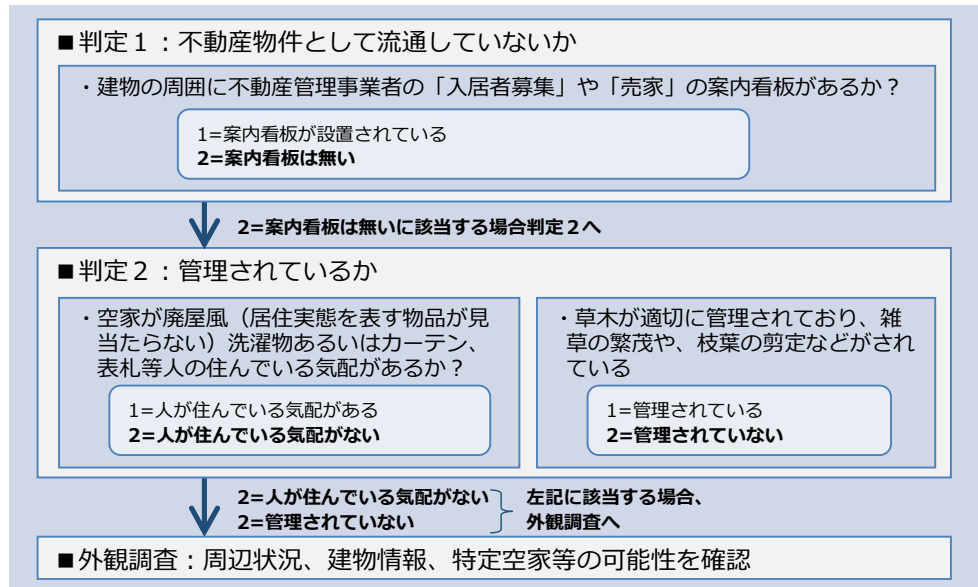 ■判定１：不動産物件として流通していないか
・建物の周囲に不動産管理事業者の「入居者募集」や「売家」の案内看板があるか？
1=案内看板が設置されている
2=案内看板は無い
2=案内看板は無いに該当する場合判定２へ
■判定２：管理されているか
・空家が廃屋風（居住実態を表す物品が見
当たらない）洗濯物あるいはカーテン、
表札等人の住んでいる気配があるか？
1=人が住んでいる気配がある
2=人が住んでいる気配がない
・草木が適切に管理されており、雑
草の繁茂や、枝葉の剪定などがされ
ている
1=管理されている
2=管理されていない
2=人が住んでいる気配がない
2=管理されていない
左記に該当する場合、
外観調査へ
■外観調査：周辺状況、建物情報、特定空家等の可能性を確認